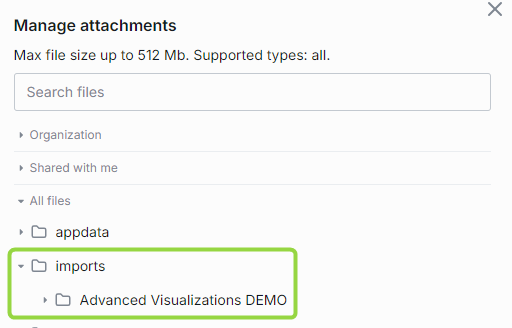 Manage attachments
Max file size up to 512 Mb. Supported types: all.
Search files
Organization
Shared with me
All files
appdata
imports
Advanced Visualizations DEMO